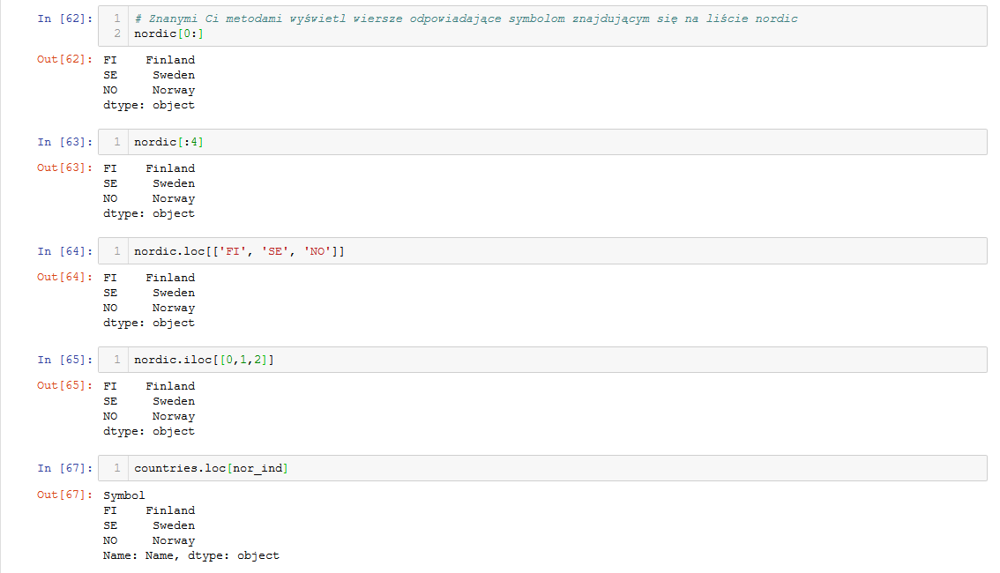 In [62]: 1 # Znanymi Ci metodami wyświetl wiersze odpowiadające symbolom znajdującym się na liście nordic
2 nordic[0:]
Out[62]: FI Finland
SE Sweden
NO Norway
dtype: object
In [63]: 1 nordic[:4]
Out[63]: FI Finland
SE Sweden
NO Norway
dtype: object
In [64]: 1 nordic.loc[['FI', 'SE', 'NO']]
Out[64]: FI Finland
SE Sweden
NO Norway
dtype: object
In [65]: 1 nordic.iloc[[0,1,2]]
Out[65]: FI Finland
SE Sweden
NO Norway
dtype: object
In [67]: 1 countries.loc[nor_ind]
Out[67]: Symbol
FI Finland
SE Sweden
NO Norway
Name: Name, dtype: object